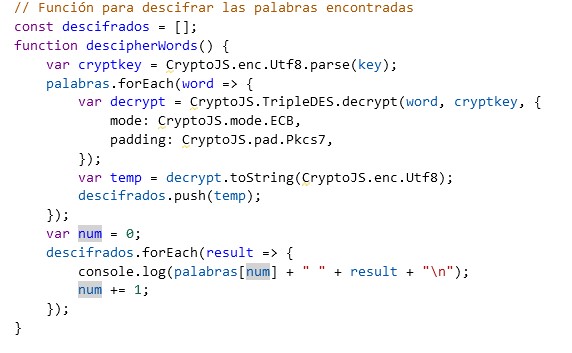 // Función para descifrar las palabras encontradas
const descifrados = [];
function descipherWords() {
    var cryptkey = CryptoJS.enc.Utf8.parse(key);
    palabras.forEach(word => {
        var decrypt = CryptoJS.TripleDES.decrypt(word, cryptkey, {
            mode: CryptoJS.mode.ECB,
            padding: CryptoJS.pad.Pkcs7,
        });
        var temp = decrypt.toString(CryptoJS.enc.Utf8);
        descifrados.push(temp);
    });
    var num = 0;
    descifrados.forEach(result => {
        console.log(palabras[num] + " " + result + "\n");
        num += 1;
    });
}